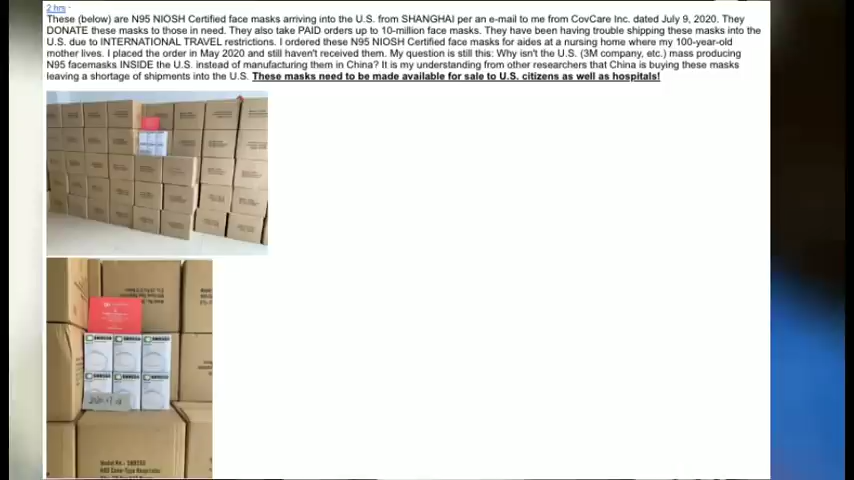 2 hrs ·
These (below) are N95 NIOSH Certified face masks arriving into the U.S. from SHANGHAI per an e-mail to me from CovCare Inc. dated July 9, 2020. They
DONATE these masks to those in need. They also take PAID orders up to 10-million face masks. They have been having trouble shipping these masks into the
U.S. due to INTERNATIONAL TRAVEL restrictions. I ordered these N95 NIOSH Certified face masks for aides at a nursing home where my 100-year-old
mother lives. I placed the order in May 2020 and still haven't received them. My question is still this: Why isn't the U.S. (3M company, etc.) mass producing
N95 facemasks INSIDE the U.S. instead of manufacturing them in China? It is my understanding from other researchers that China is buying these masks
leaving a shortage of shipments into the U.S. These masks need to be made available for sale to U.S. citizens as well as hospitals!